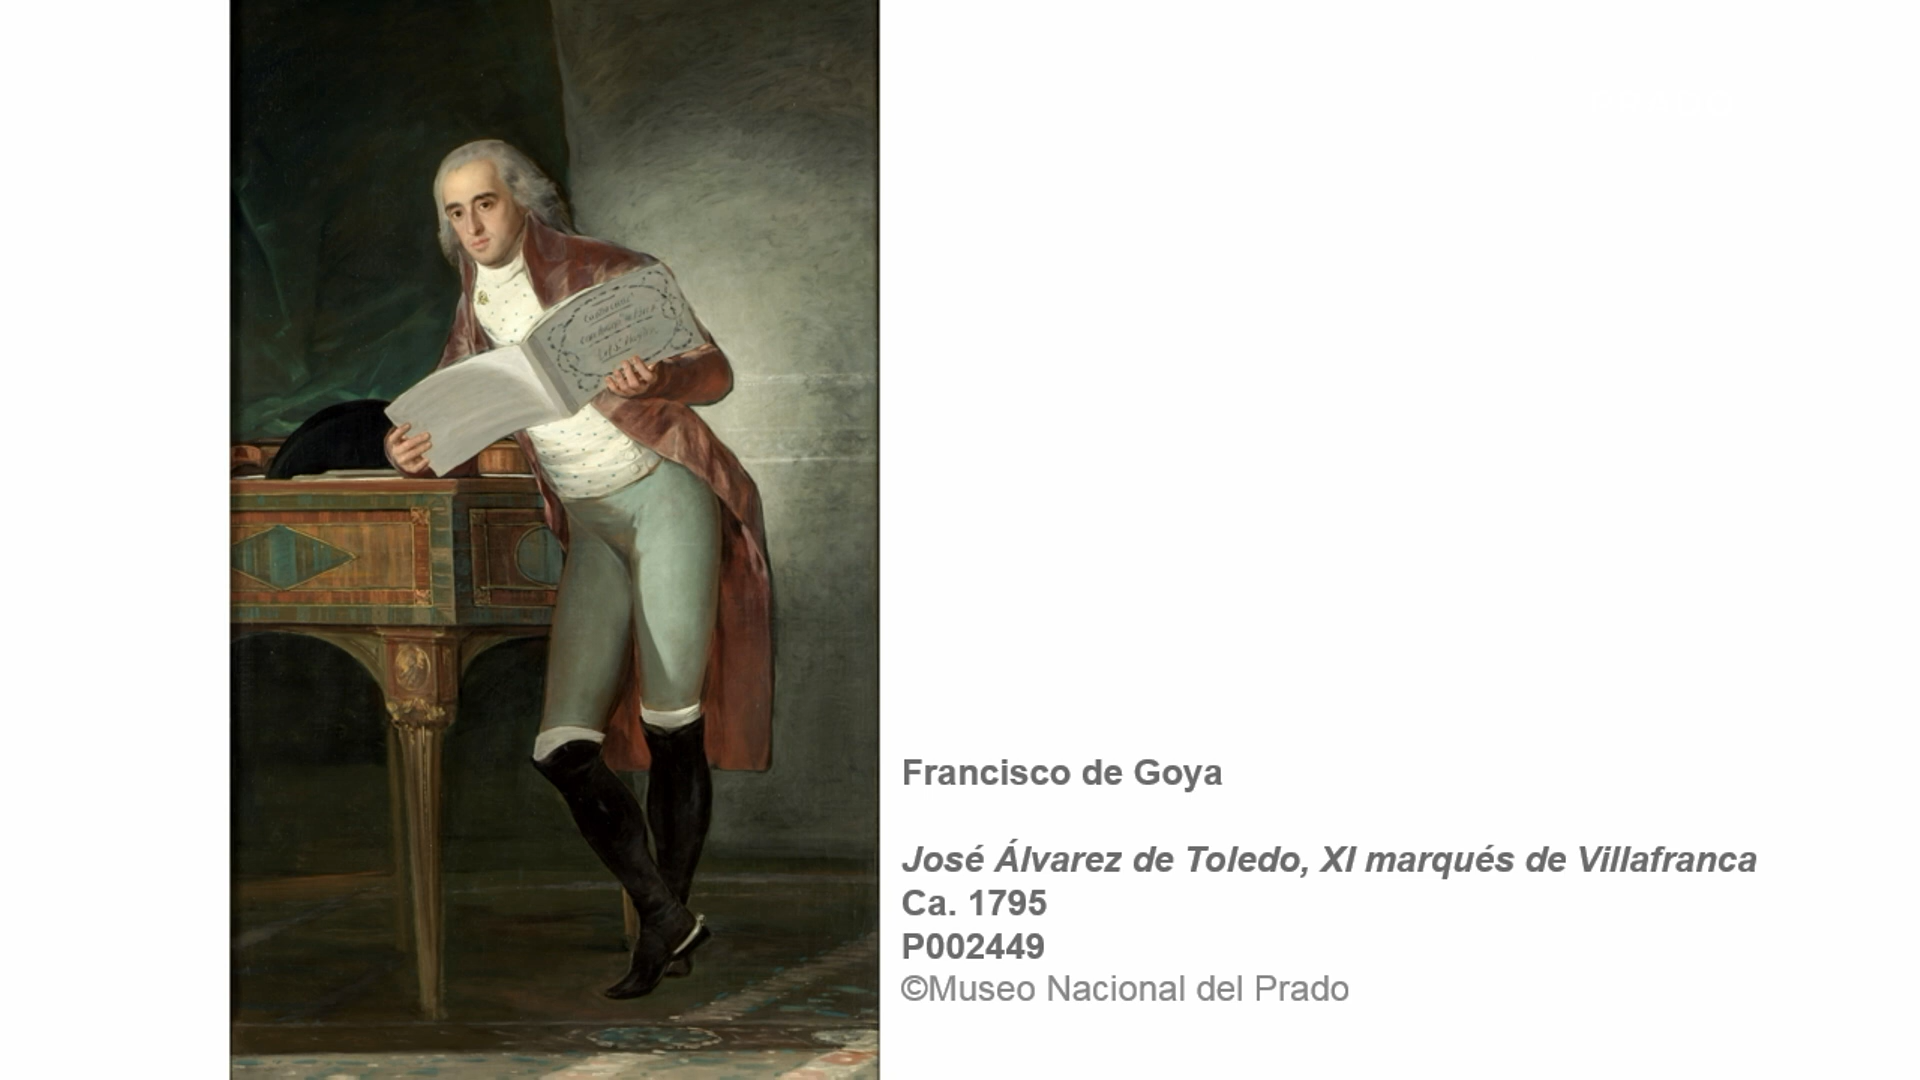 Francisco de Goya
José Álvarez de Toledo, XI marqués de Villafranca
Ca. 1795
P002449
©Museo Nacional del Prado